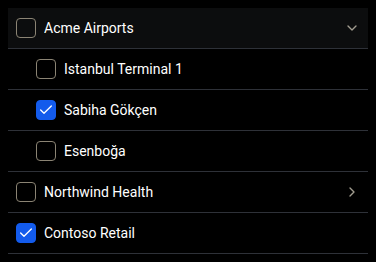 Acme Airports
Istanbul Terminal 1
Sabiha Gökçen
Esenboğa
Northwind Health
Contoso Retail